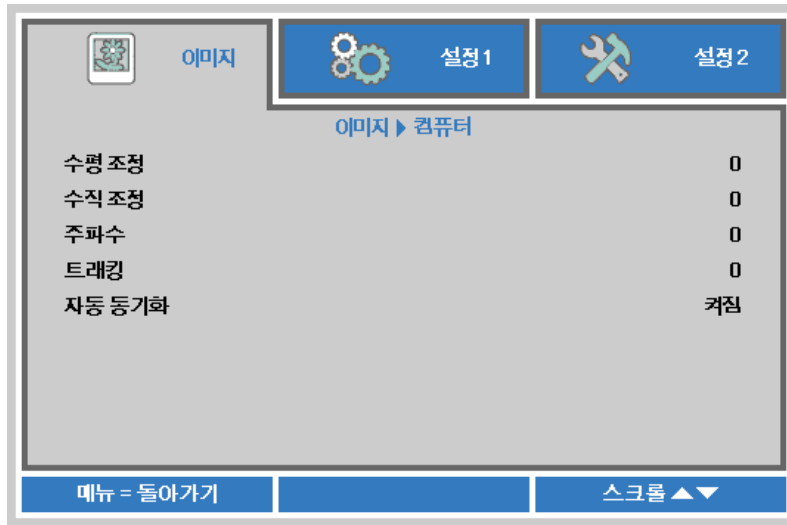 이미지 설정1 설정2
이미지 ▶ 컴퓨터
수평 조정 0
수직 조정 0
주파수 0
트래킹 0
자동 동기화 켜짐
메뉴 = 돌아가기 스크롤 ▲▼